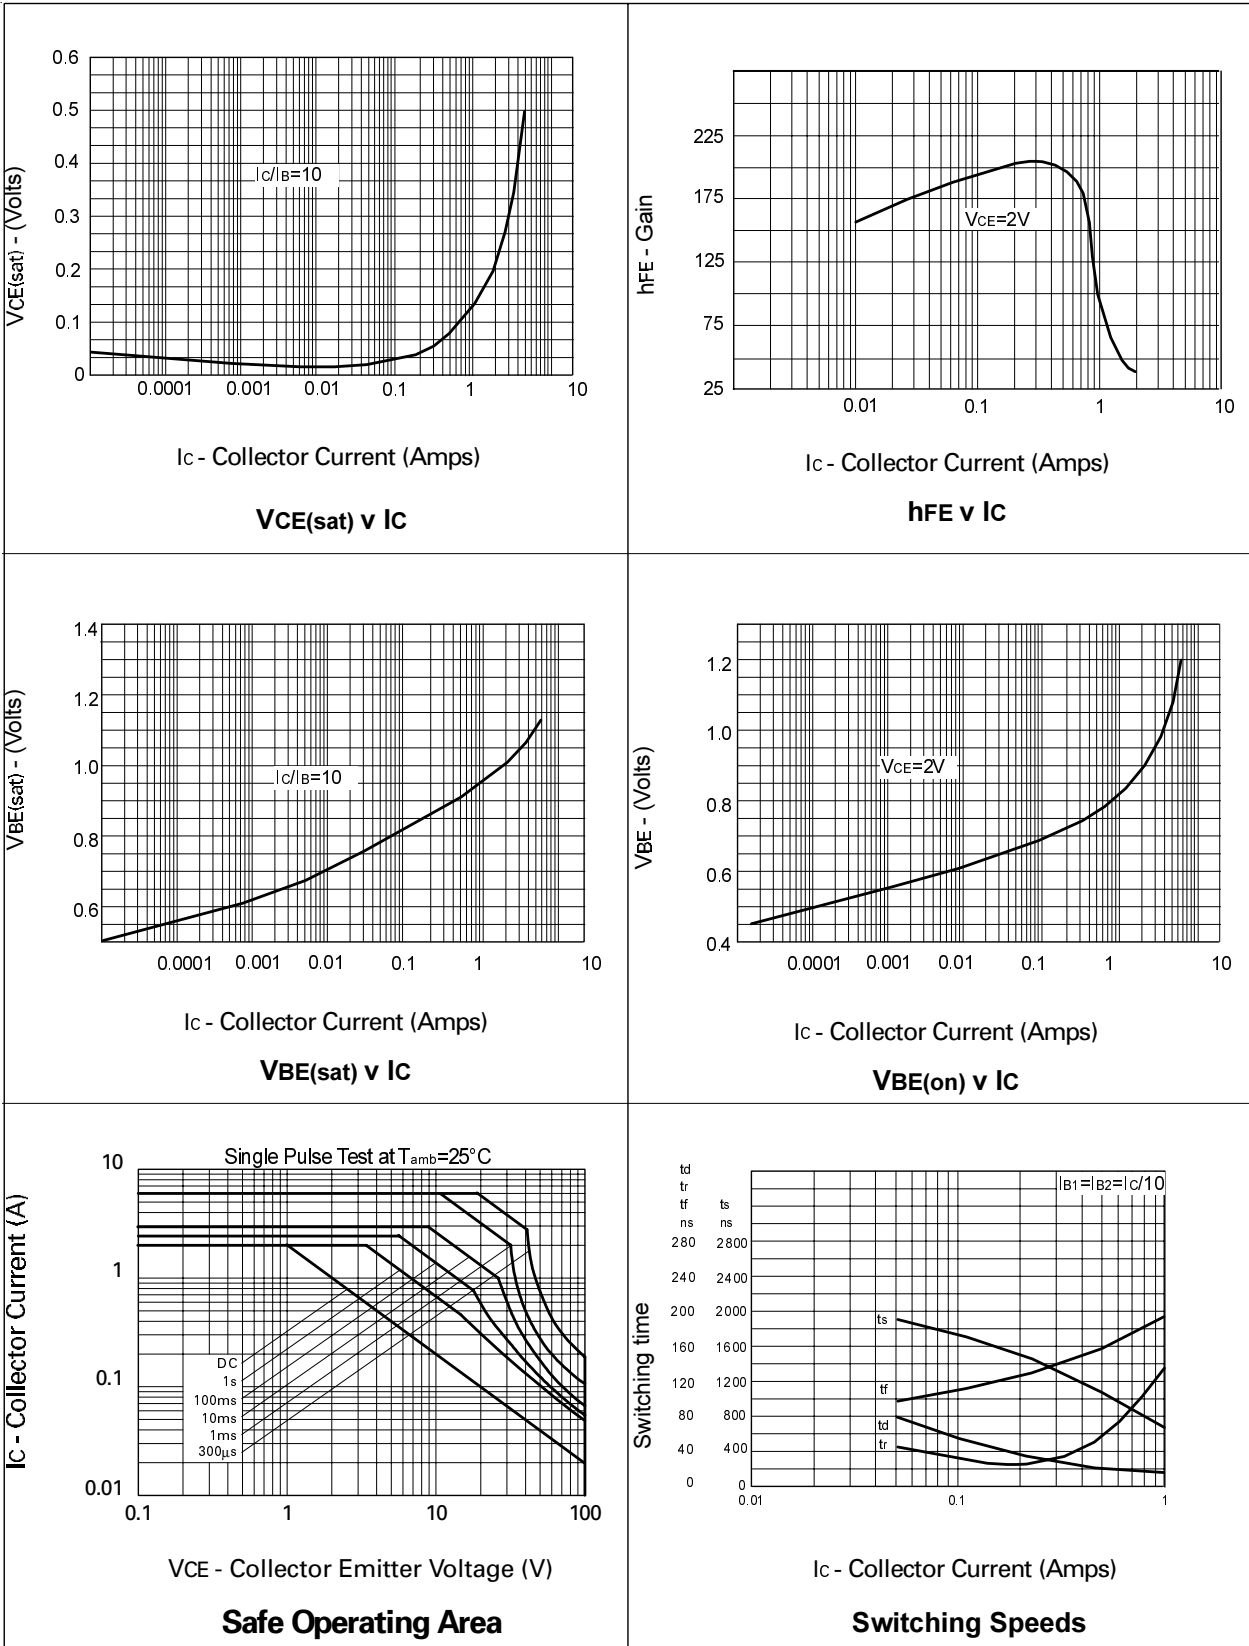 0.6
0.5
0.4
0.3
0.2
0.1
0
VCE(sat) - (Volts)
IC/IB=10
0.0001 0.001 0.01 0.1 1 10
IC - Collector Current (Amps)
VCE(sat) v IC
225
175
125
75
25
hFE - Gain
VCE=2V
0.01 0.1 1 10
IC - Collector Current (Amps)
hFE v IC
1.4
1.2
1.0
0.8
0.6
VBE(sat) - (Volts)
IC/IB=10
0.0001 0.001 0.01 0.1 1 10
IC - Collector Current (Amps)
VBE(sat) v IC
1.2
1.0
0.8
0.6
0.4
VBE - (Volts)
VCE=2V
0.0001 0.001 0.01 0.1 1 10
IC - Collector Current (Amps)
VBE(on) v IC
Single Pulse Test at Tamb=25°C
10
1
0.1
0.01
IC - Collector Current (A)
DC
1s
100ms
10ms
1ms
300µs
0.1 1 10 100
VCE - Collector Emitter Voltage (V)
Safe Operating Area
td
tr
tf ts
ns ns
280 2800
240 2400
200 2000
160 1600
120 1200
80 800
40 400
0 0
Switching time
IB1=IB2=IC/10
ts
tf
td
tr
0.01 0.1 1
IC - Collector Current (Amps)
Switching Speeds